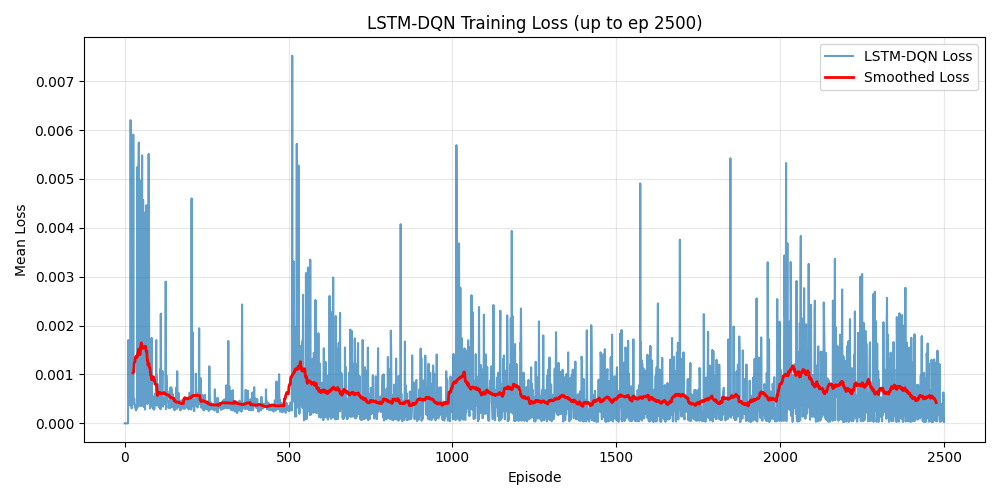 LSTM-DQN Training Loss (up to ep 2500)
LSTM-DQN Loss
Smoothed Loss
Mean Loss
0.007
0.006
0.005
0.004
0.003
0.002
0.001
0.000
0 500 1000 1500 2000 2500
Episode